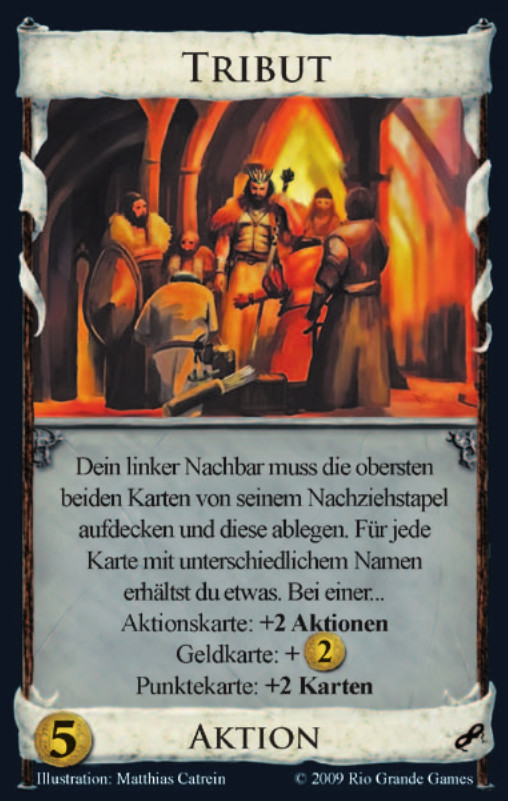 TRIBUT
Dein linker Nachbar muss die obersten
beiden Karten von seinem Nachziehstapel
aufdecken und diese ablegen. Für jede
Karte mit unterschiedlichem Namen
erhältst du etwas. Bei einer...
Aktionskarte: +2 Aktionen
Geldkarte: + 2
Punktekarte: +2 Karten
5 AKTION
Illustration: Matthias Catrein © 2009 Rio Grande Games